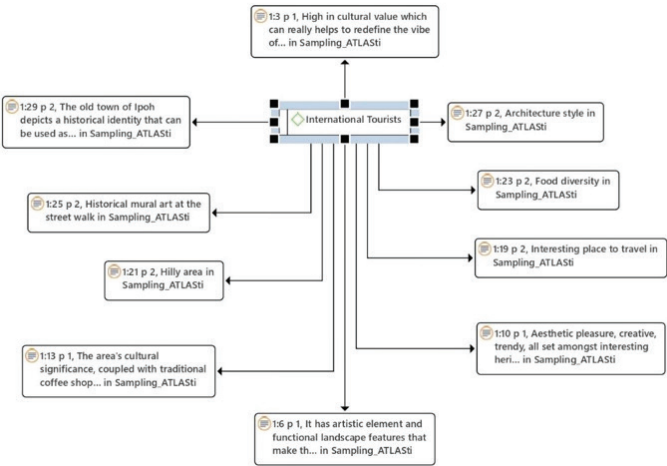 1:3 p 1, High in cultural value which
can really helps to redefine the vibe
of... in Sampling_ATLASti
1:29 p 2, The old town of Ipoh
depicts a historical identity that can
be used as... in Sampling_ATLASti
International Tourists
1:27 p 2, Architecture style in
Sampling_ATLASti
1:23 p 2, Food diversity in
Sampling_ATLASti
1:25 p 2, Historical mural art at the
street walk in Sampling_ATLASti
1:19 p 2, Interesting place to travel in
Sampling_ATLASti
1:21 p 2, Hilly area in
Sampling_ATLASti
1:10 p 1, Aesthetic pleasure, creative,
trendy, all set amongst interesting
heri... in Sampling_ATLASti
1:13 p 1, The area's cultural
significance, coupled with traditional
coffee shop... in Sampling_ATLASti
1:6 p 1, It has artistic element and
functional landscape features that
make th... in Sampling_ATLASti